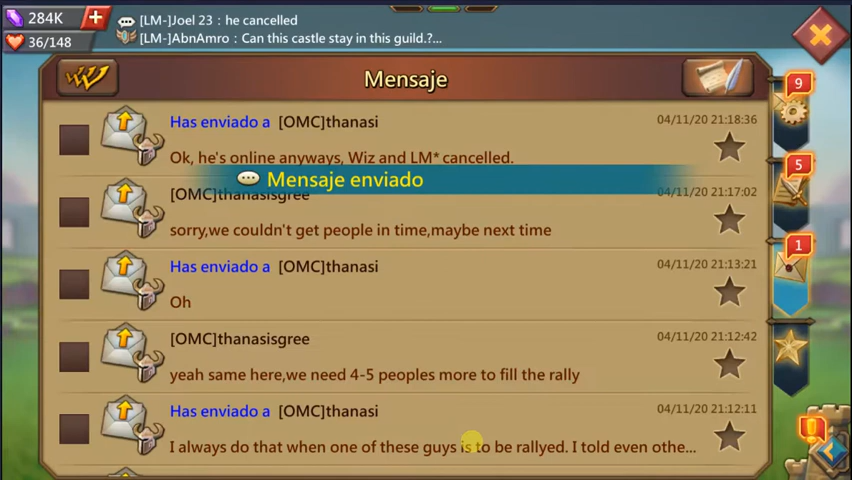 284K
[LM-]Joel 23 : he cancelled
36/148
[LM-]AbnAmro : Can this castle stay in this guild.?...
Mensaje
9
Has enviado a [OMC]thanasi
04/11/20 21:18:36
Ok, he's online anyways, Wiz and LM* cancelled.
Mensaje enviado
5
[OMC]thanasisgree
04/11/20 21:17:02
sorry,we couldn't get people in time,maybe next time
1
Has enviado a [OMC]thanasi
04/11/20 21:13:21
Oh
[OMC]thanasisgree
04/11/20 21:12:42
yeah same here,we need 4-5 peoples more to fill the rally
Has enviado a [OMC]thanasi
04/11/20 21:12:11
I always do that when one of these guys is to be rallyed. I told even othe...